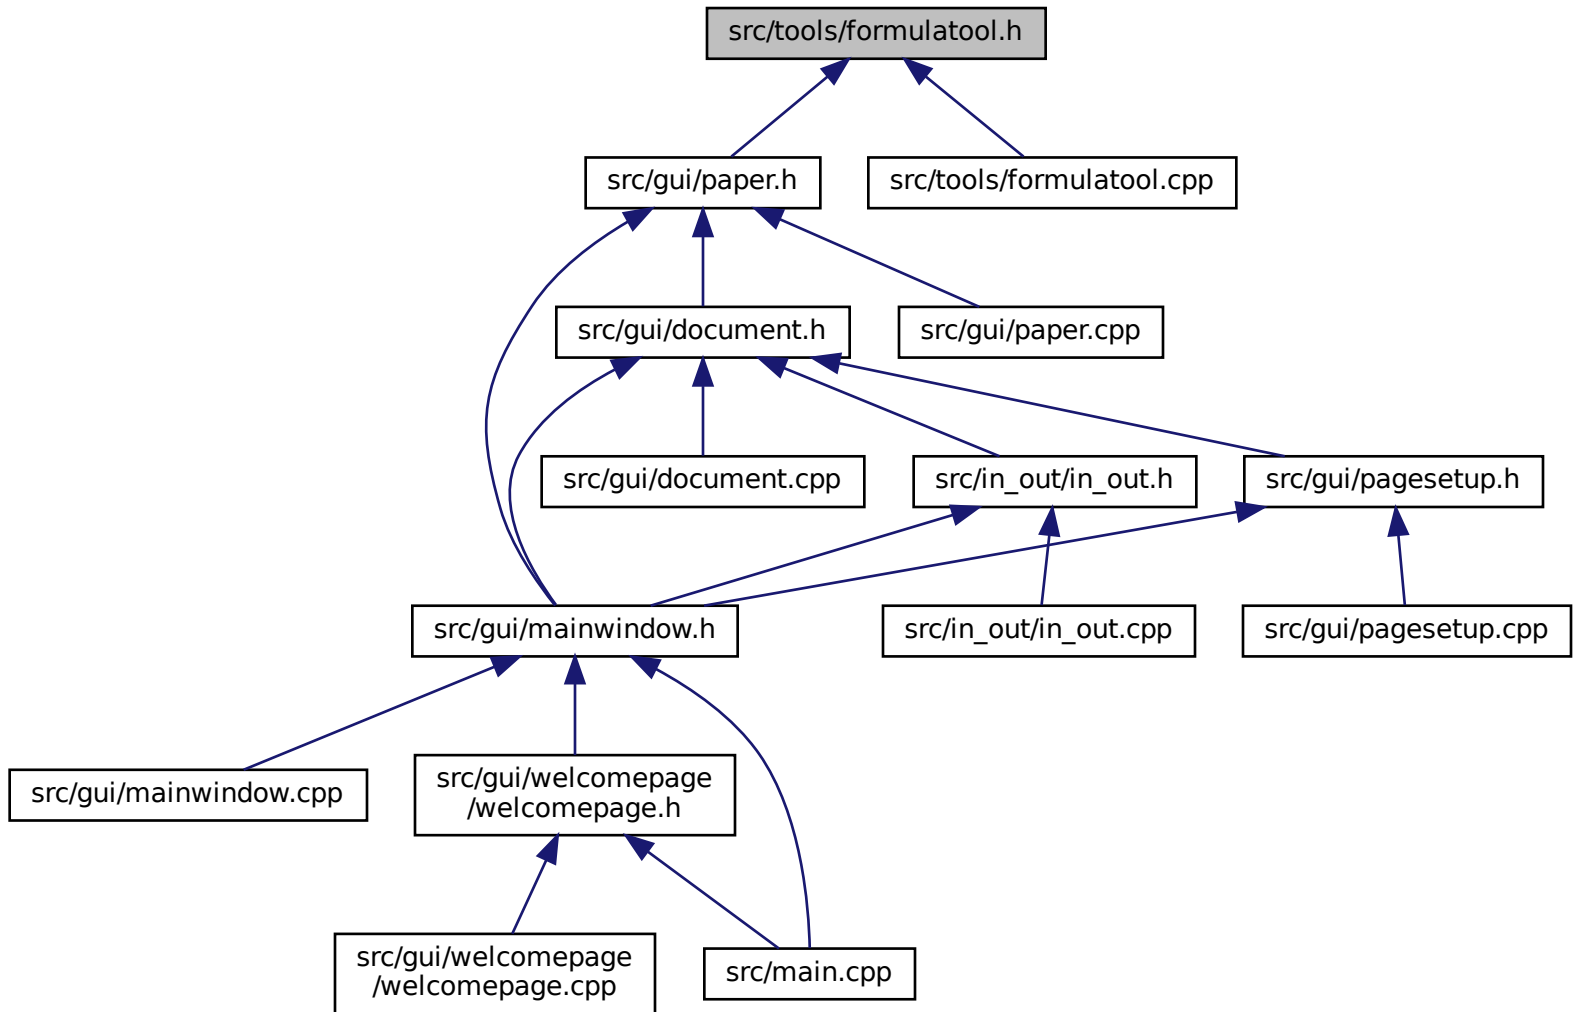 src/tools/formulatool.h
src/gui/paper.h
src/tools/formulatool.cpp
src/gui/document.h
src/gui/paper.cpp
src/gui/document.cpp
src/in_out/in_out.h
src/gui/pagesetup.h
src/gui/mainwindow.h
src/in_out/in_out.cpp
src/gui/pagesetup.cpp
src/gui/mainwindow.cpp
src/gui/welcomepage
/welcomepage.h
src/gui/welcomepage
/welcomepage.cpp
src/main.cpp